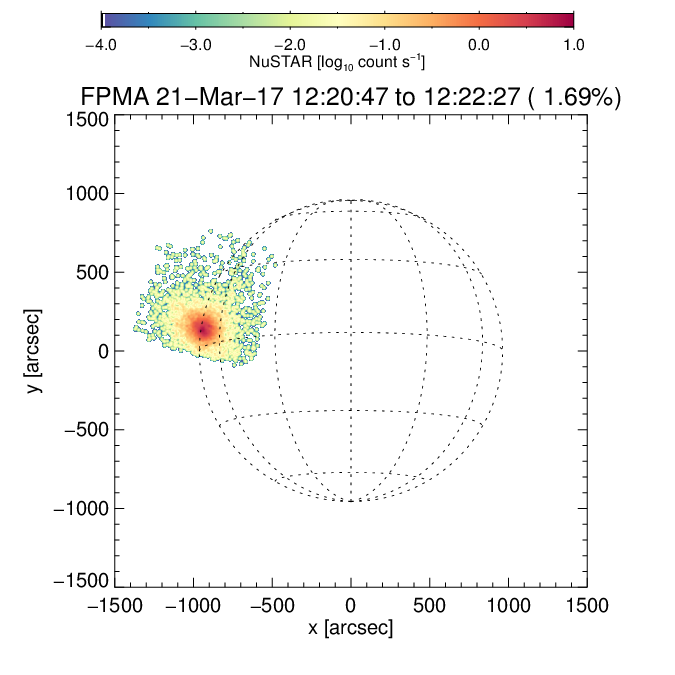 −4.0 −3.0 −2.0 −1.0 0.0 1.0
NuSTAR [log₁₀ count s⁻¹]
FPMA 21−Mar−17 12:20:47 to 12:22:27 ( 1.69%)
1500
1000
500
0
−500
−1000
−1500
y [arcsec]
−1500 −1000 −500 0 500 1000 1500
x [arcsec]